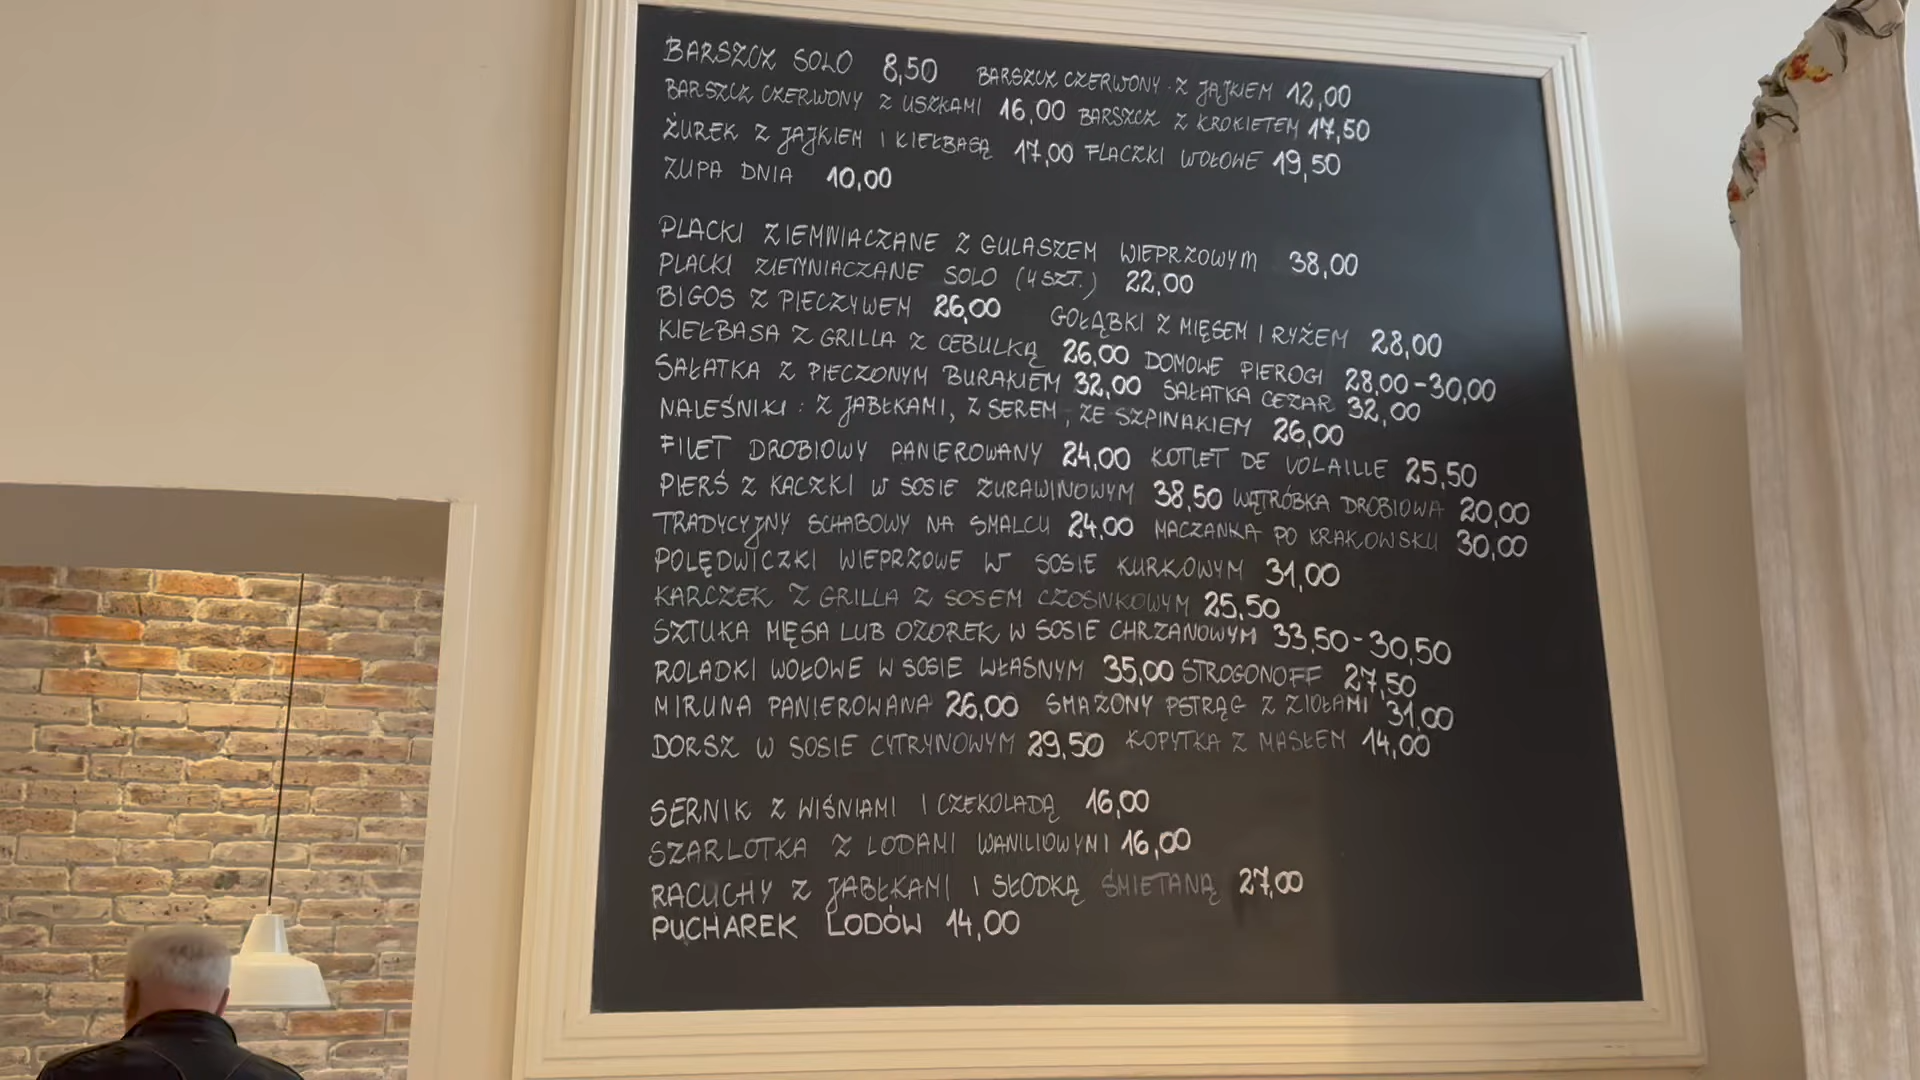 BARSZCZ SOLO 8,50 BARSZCZ CZERWONY Z JAJKIEM 12,00
BARSZCZ CZERWONY Z USZKAMI 16,00 BARSZCZ Z KROKIETEM 17,50
ŻUREK Z JAJKIEM I KIEŁBASĄ 17,00 FLACZKI WOŁOWE 19,50
ZUPA DNIA 10,00
PLACKI ZIEMNIACZANE Z GULASZEM WIEPRZOWYM 38,00
PLACKI ZIEMNIACZANE SOLO (4 SZT.) 22,00
BIGOS Z PIECZYWEM 26,00 GOŁĄBKI Z MIĘSEM I RYŻEM 28,00
KIEŁBASA Z GRILLA Z CEBULKĄ 26,00 DOMOWE PIEROGI 28,00-30,00
SAŁATKA Z PIECZONYM BURAKIEM 32,00 SAŁATKA CEZAR 32,00
NALEŚNIKI: Z JABŁKAMI, Z SEREM, ZE SZPINAKIEM 26,00
FILET DROBIOWY PANIEROWANY 24,00 KOTLET DE VOLAILLE 25,50
PIERŚ Z KACZKI W SOSIE ŻURAWINOWYM 38,50 WĄTRÓBKA DROBIOWA 20,00
TRADYCYJNY SCHABOWY NA SMALCU 24,00 MACZANKA PO KRAKOWSKU 30,00
POLĘDWICZKI WIEPRZOWE W SOSIE KURKOWYM 31,00
KARCZEK Z GRILLA Z SOSEM CZOSNKOWYM 25,50
SZTUKA MĘSA LUB OZOREK W SOSIE CHRZANOWYM 33,50-30,50
ROLADKI WOŁOWE W SOSIE WŁASNYM 35,00 STROGONOFF 27,50
MIRUNA PANIEROWANA 26,00 SMAŻONY PSTRĄG Z ZIOŁAMI 31,00
DORSZ W SOSIE CYTRYNOWYM 29,50 KOPYTKA Z MASŁEM 14,00
SERNIK Z WIŚNIAMI I CZEKOLADĄ 16,00
SZARLOTKA Z LODAMI WANILIOWYMI 16,00
RACUCHY Z JABŁKAMI I SŁODKĄ ŚMIETANĄ 27,00
PUCHAREK LODÓW 14,00